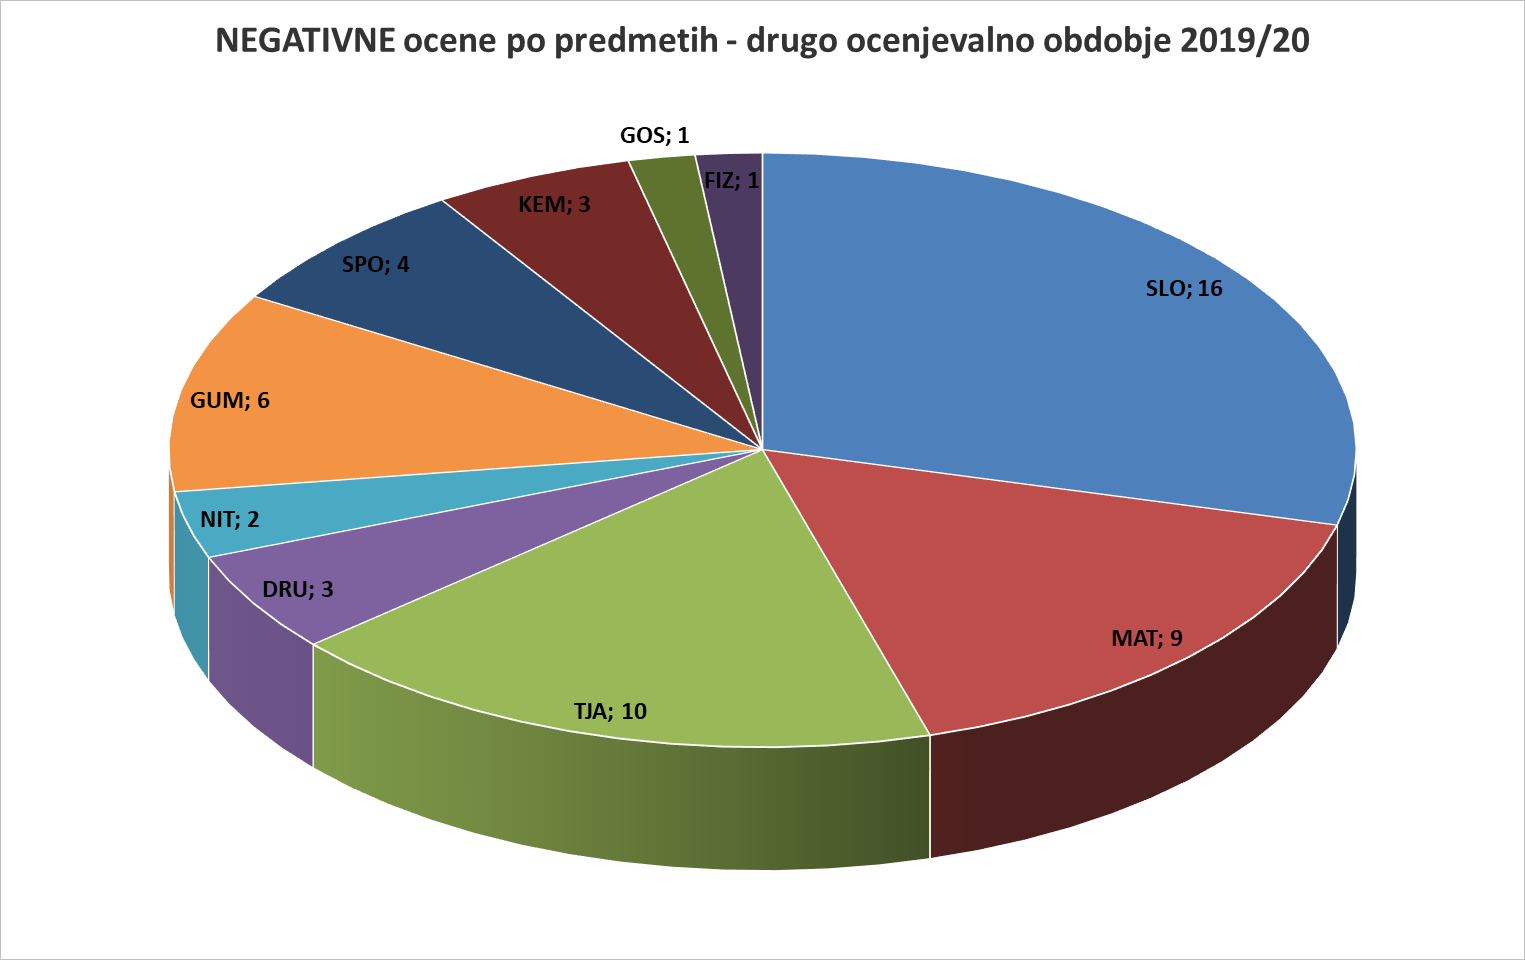 NEGATIVNE ocene po predmetih - drugo ocenjevalno obdobje 2019/20
GOS; 1
FIZ; 1
KEM; 3
SPO; 4
SLO; 16
GUM; 6
NIT; 2
DRU; 3
MAT; 9
TJA; 10